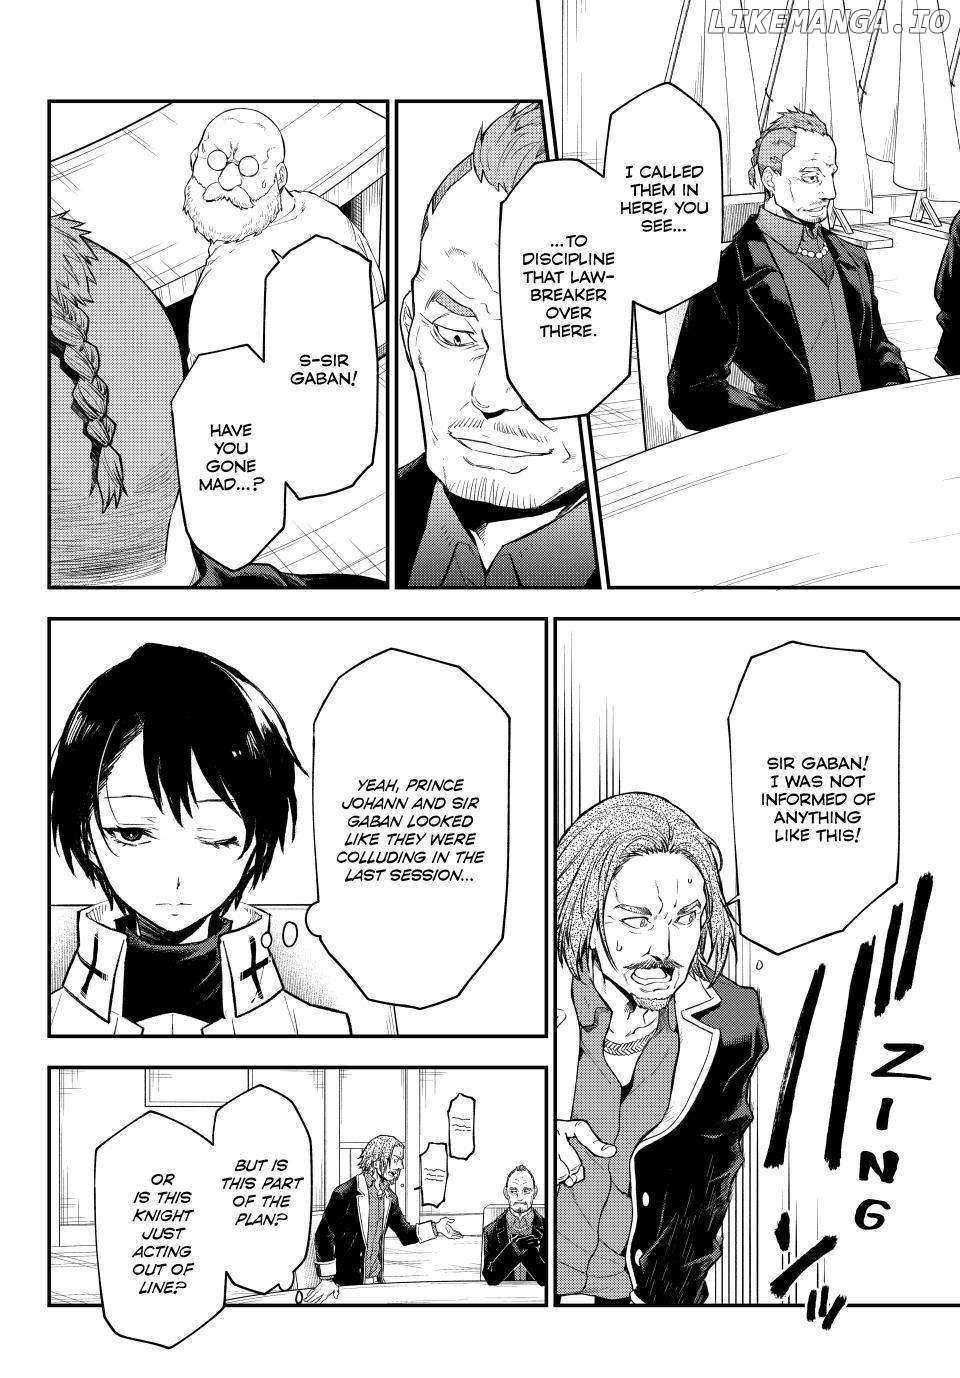 LIKEMANGA.IO
I CALLED
THEM IN
HERE, YOU
SEE...
...TO
DISCIPLINE
THAT LAW-
BREAKER
OVER
THERE.
S-SIR
GABAN!
HAVE
YOU
GONE
MAD...?
SIR GABAN!
I WAS NOT
INFORMED OF
ANYTHING
LIKE THIS!
ZING
YEAH, PRINCE
JOHANN AND SIR
GABAN LOOKED
LIKE THEY WERE
COLLUDING IN THE
LAST SESSION...
BUT IS
THIS PART
OF THE
PLAN?
OR
IS THIS
KNIGHT
JUST
ACTING
OUT OF
LINE?